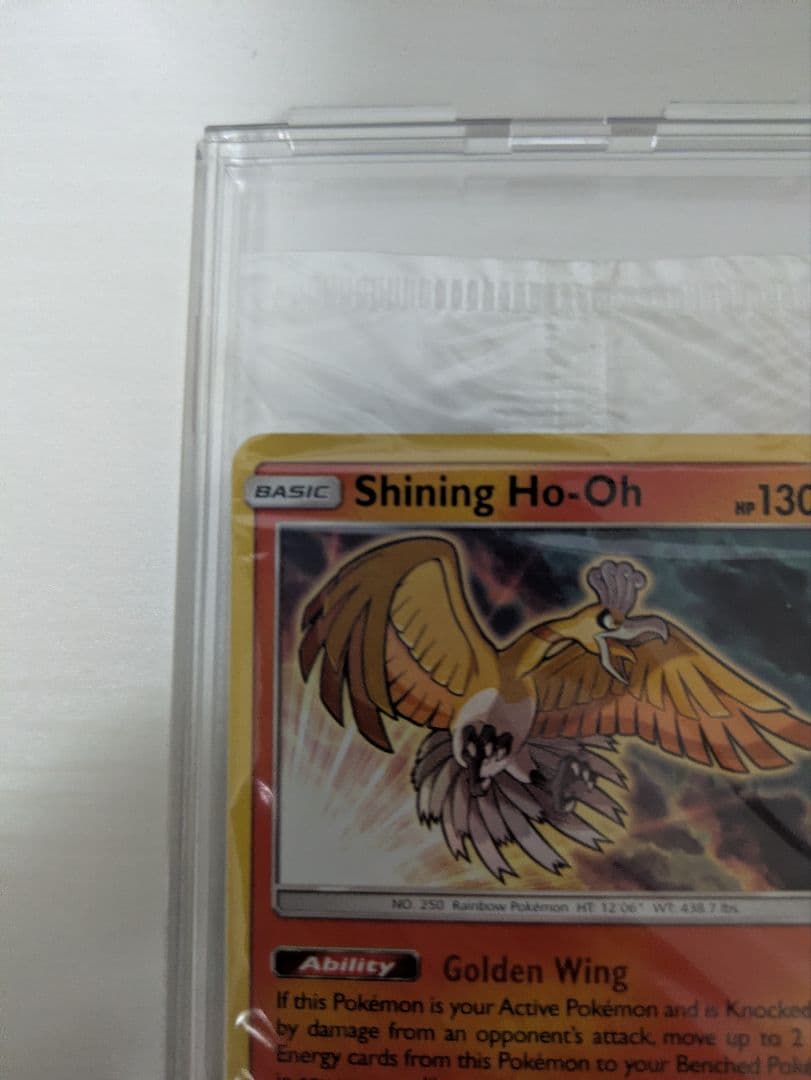 BASIC Shining Ho-Oh HP 130
NO. 250 Rainbow Pokémon HT: 12'06" WT: 438.7 lbs.
Ability Golden Wing
If this Pokémon is your Active Pokémon and is Knocked
by damage from an opponent's attack, move up to 2
Energy cards from this Pokémon to your Benched